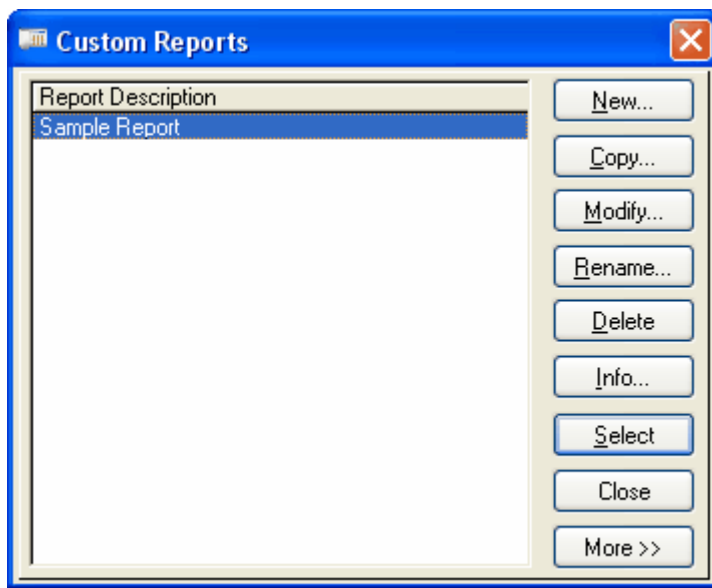 Custom Reports
Report Description
Sample Report
New...
Copy...
Modify...
Rename...
Delete
Info...
Select
Close
More >>